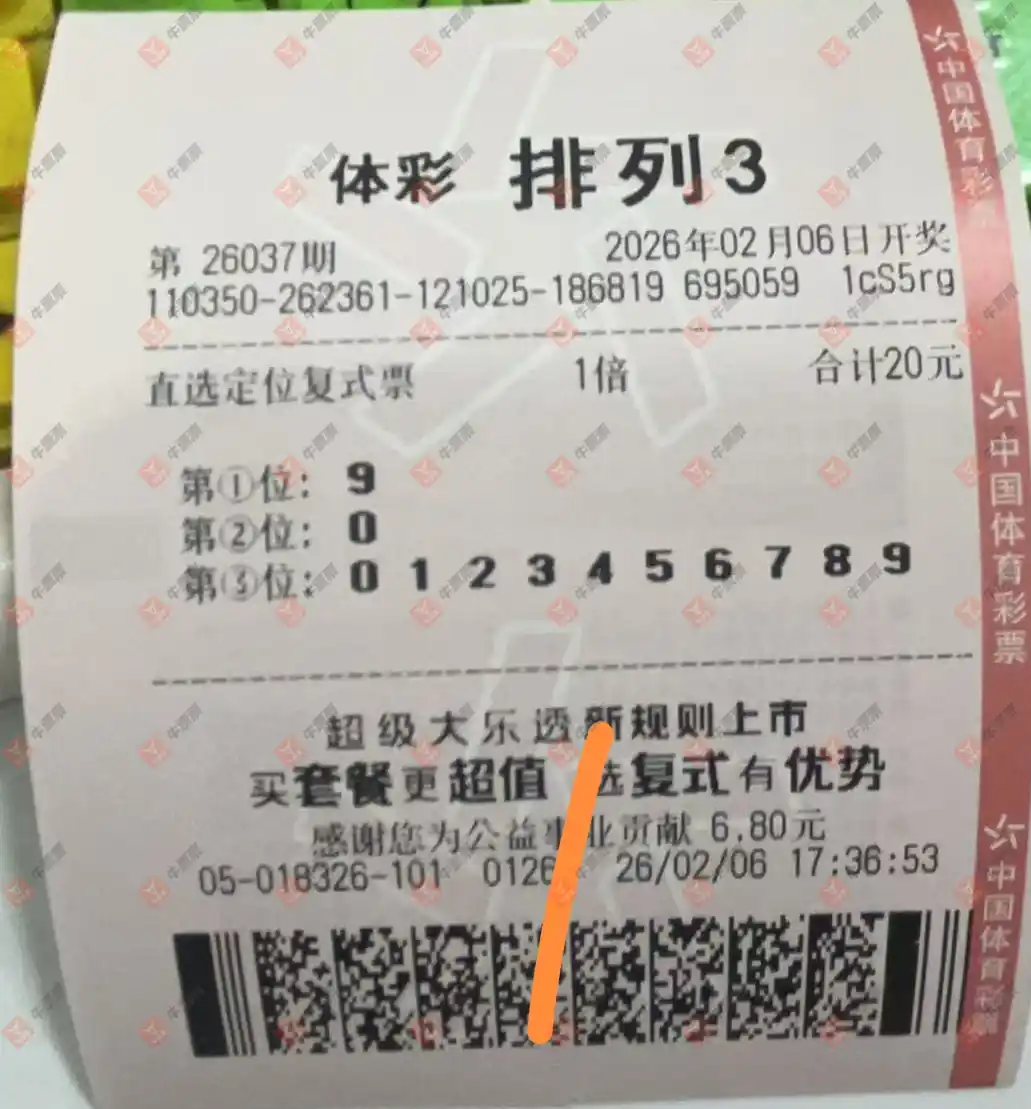 体彩 排列3
第 26037期 2026年02月06日开奖
110350-262361-121025-186819 695059 1cS5rg
直选定位复式票 1倍 合计20元
第①位: 9
第②位: 0
第③位: 0 1 2 3 4 5 6 7 8 9
超级大乐透新规则上市
买套餐更超值 选复式有优势
感谢您为公益事业贡献 6.80元
05-018326-101 0126 26/02/06 17:36:53
中国体育彩票
中国体育彩票
中国体育彩票
牛票票